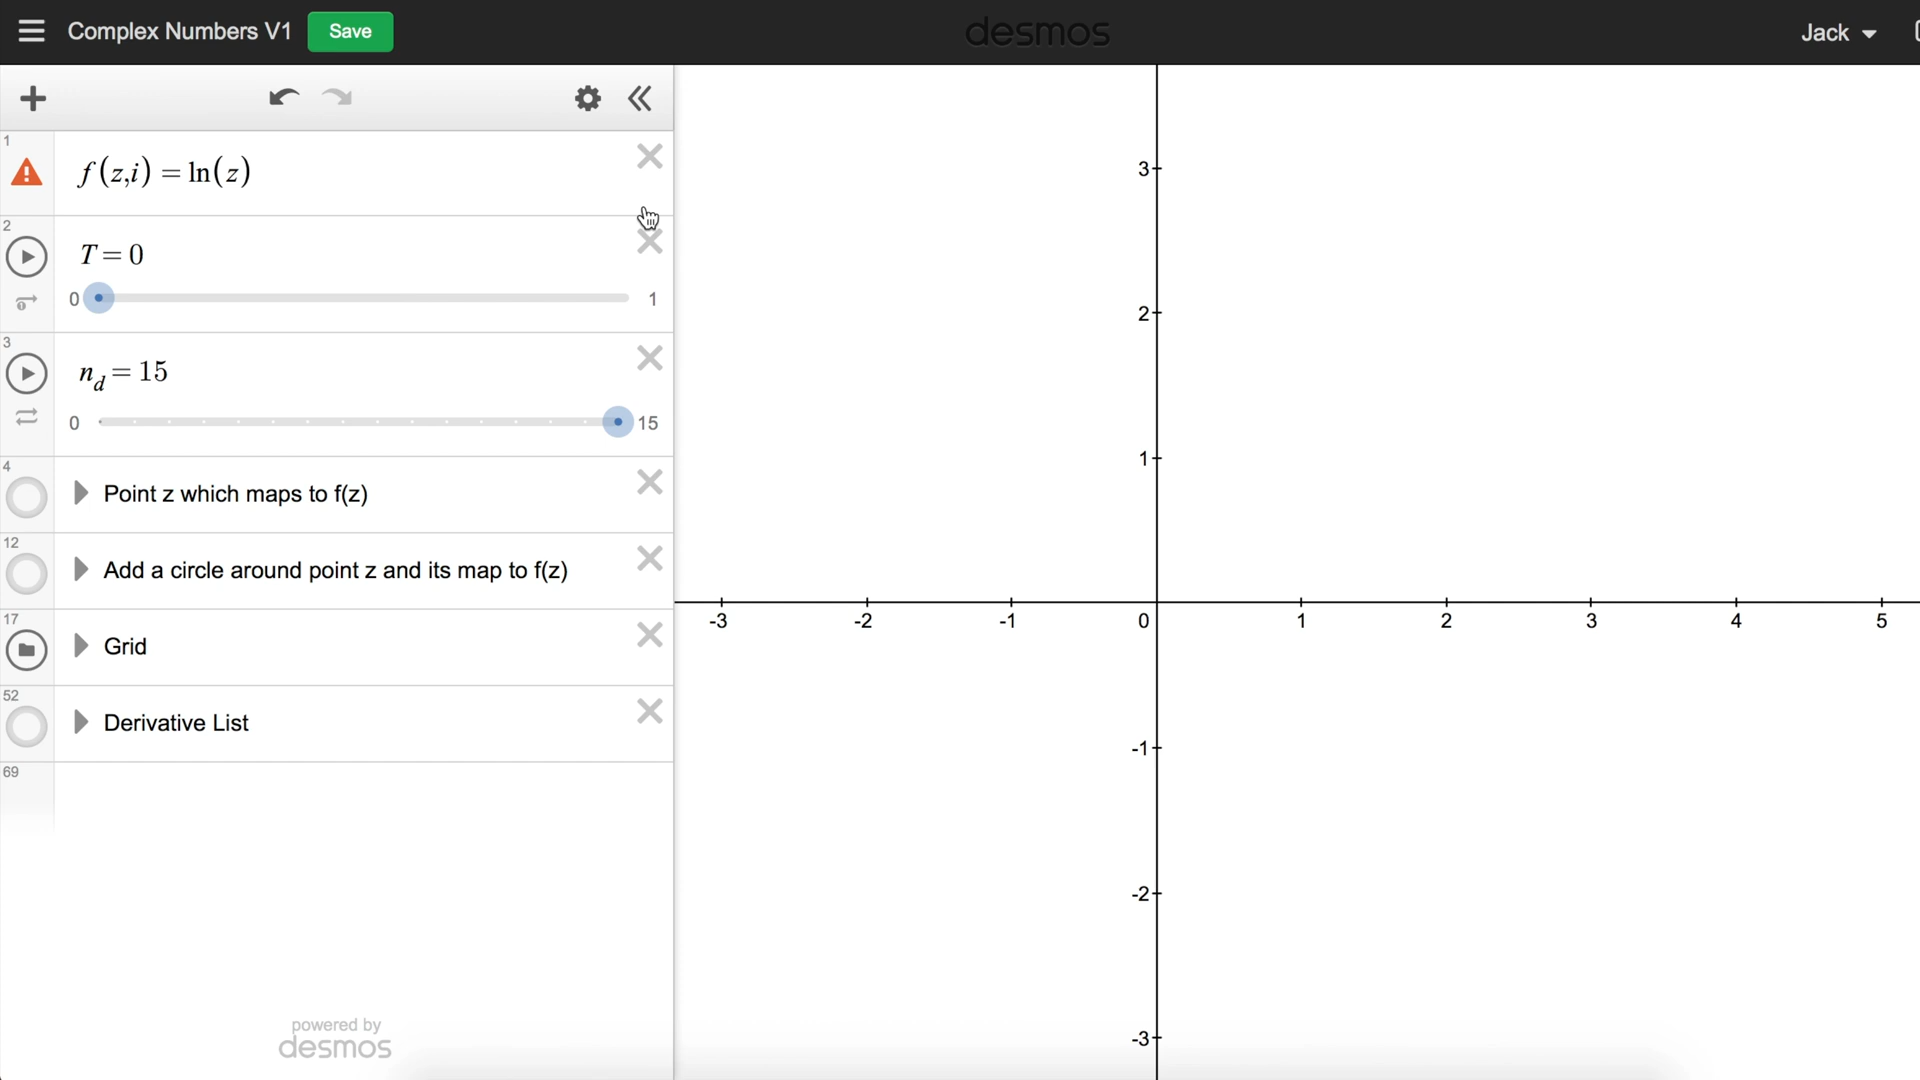 Complex Numbers V1
Save
desmos
Jack
1
f(z,i) = ln(z)
2
T = 0
0
1
3
n_d = 15
0
15
4
Point z which maps to f(z)
12
Add a circle around point z and its map to f(z)
17
Grid
52
Derivative List
69
powered by
desmos
3
2
1
-3 -2 -1 0 1 2 3 4 5
-1
-2
-3